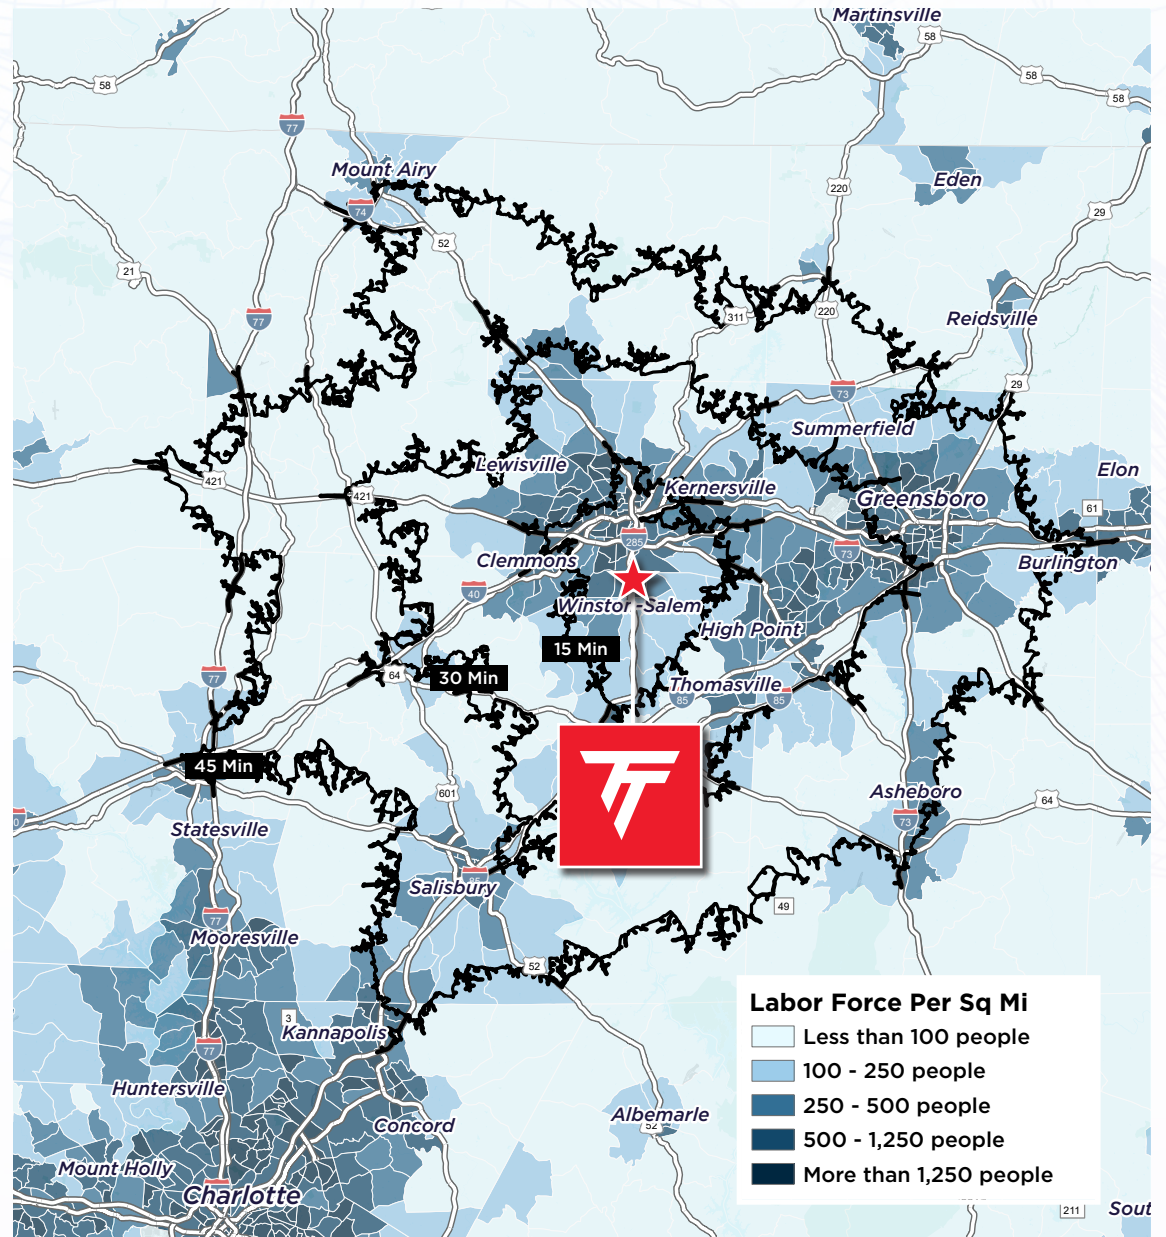 Martinsville
58
58
58
58
77
Mount Airy
Eden
220
74
29
52
21
77
311
220
Reidsville
73
29
Summerfield
Lewisville
Elon
421
421
Kernersville
Greensboro
61
285
73
Clemmons
Burlington
40
Winston-Salem
High Point
15 Min
64
30 Min
77
Thomasville
85
85
45 Min
601
Asheboro
64
73
Statesville
85
Salisbury
49
77
Mooresville
52
3
Kannapolis
77
Huntersville
Albemarle
52
Concord
Mount Holly
Charlotte
211
Sout
Labor Force Per Sq Mi
Less than 100 people
100 - 250 people
250 - 500 people
500 - 1,250 people
More than 1,250 people